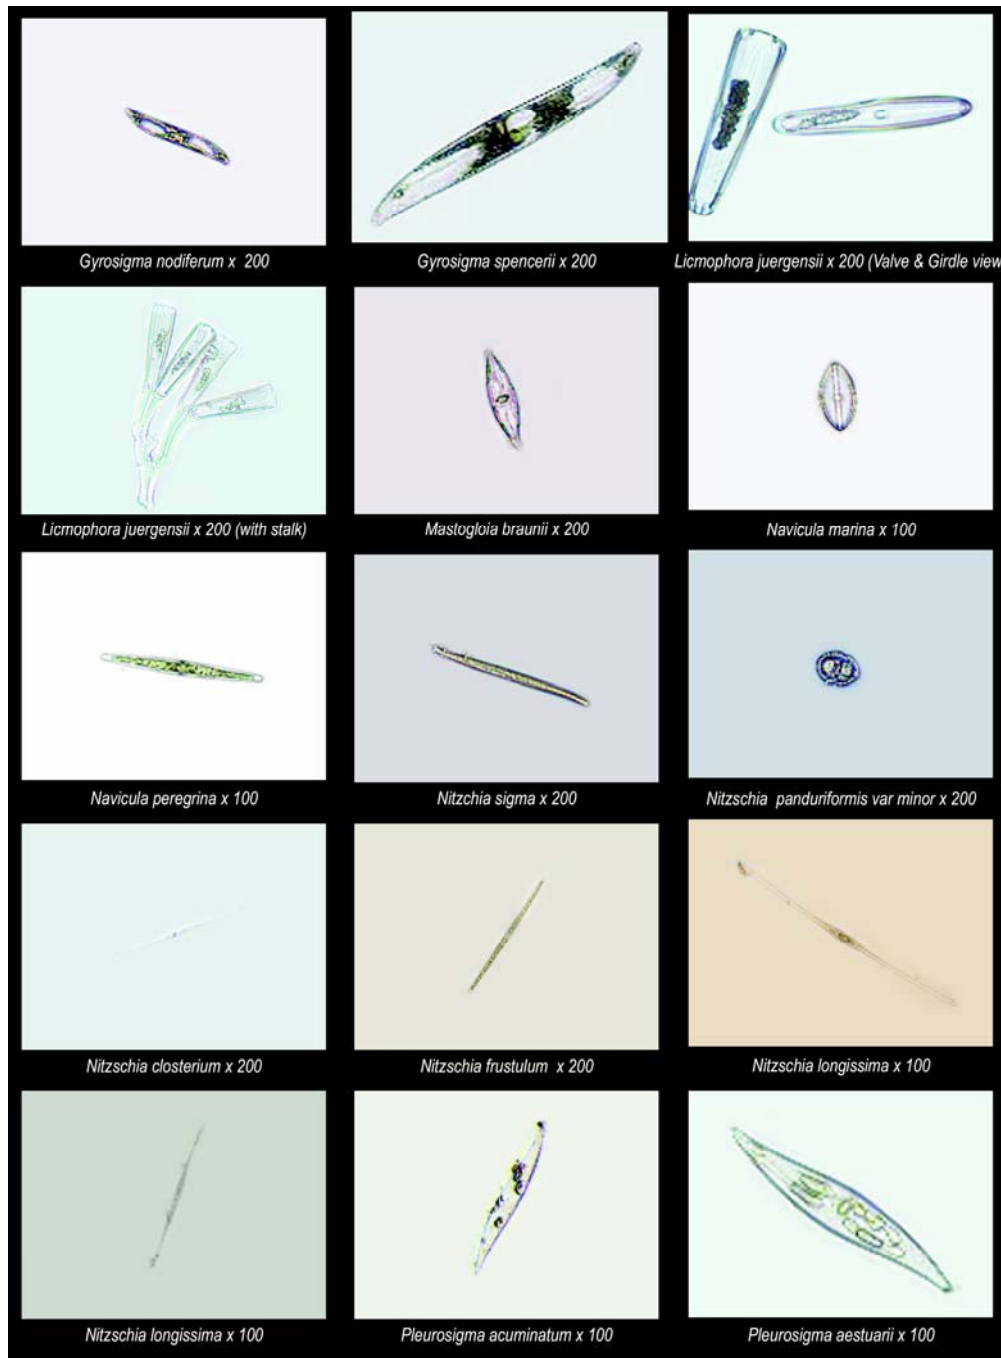 Gyrosigma nodiferum x 200
Gyrosigma spencerii x 200
Licmophora juergensii x 200 (Valve & Girdle view
Licmophora juergensii x 200 (with stalk)
Mastogloia braunii x 200
Navicula marina x 100
Navicula peregrina x 100
Nitzchia sigma x 200
Nitzschia panduriformis var minor x 200
Nitzschia closterium x 200
Nitzschia frustulum x 200
Nitzschia longissima x 100
Nitzschia longissima x 100
Pleurosigma acuminatum x 100
Pleurosigma aestuarii x 100